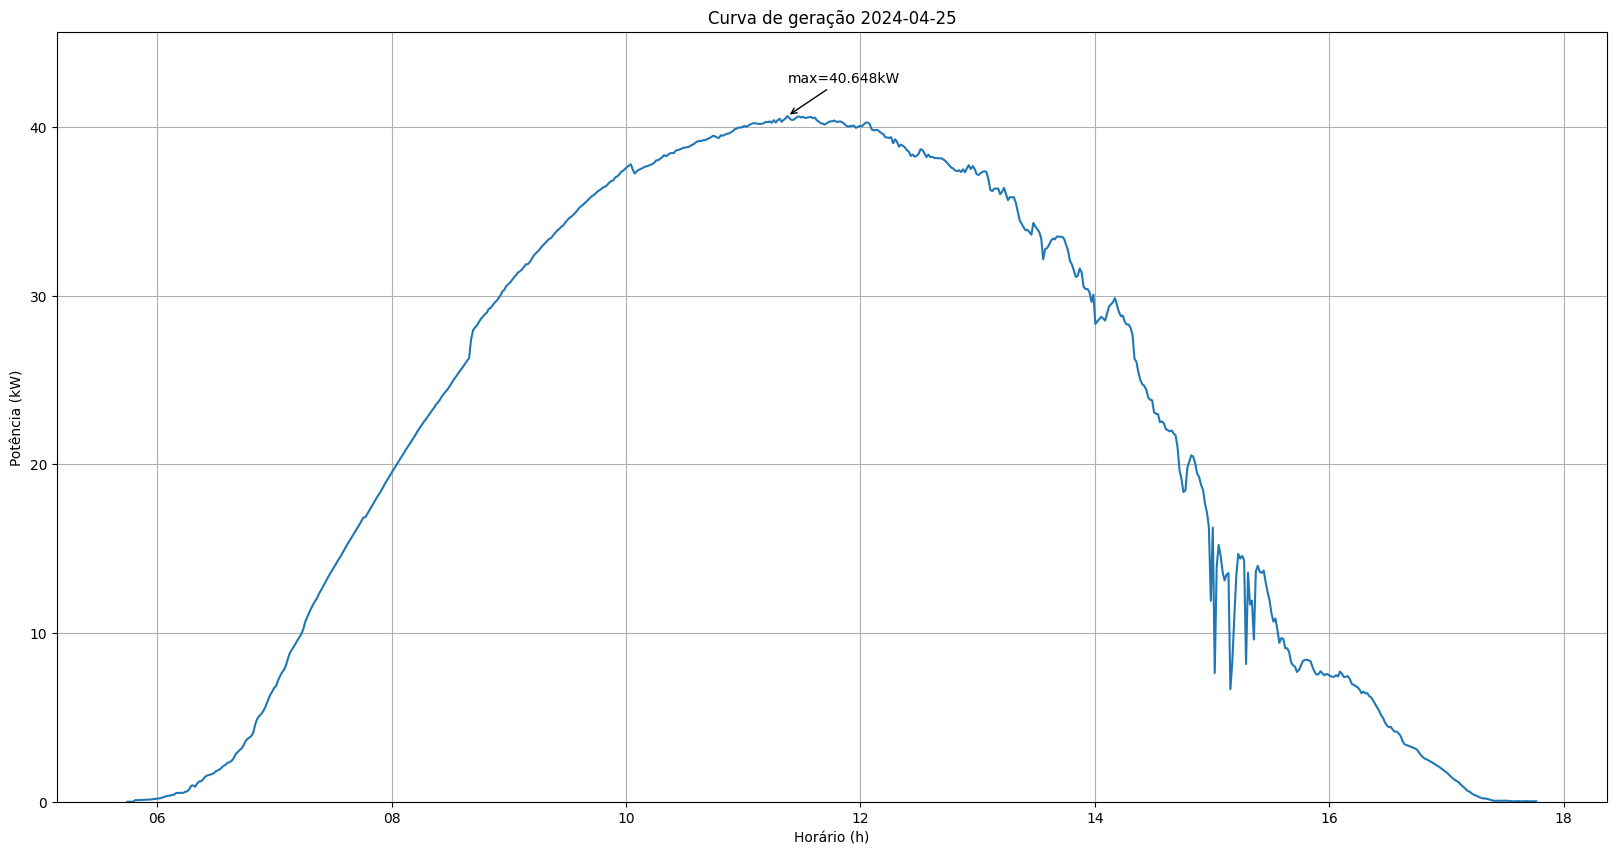 Curva de geração 2024-04-25
max=40.648kW
40
30
20
10
0
Potência (kW)
06 08 10 12 14 16 18
Horário (h)